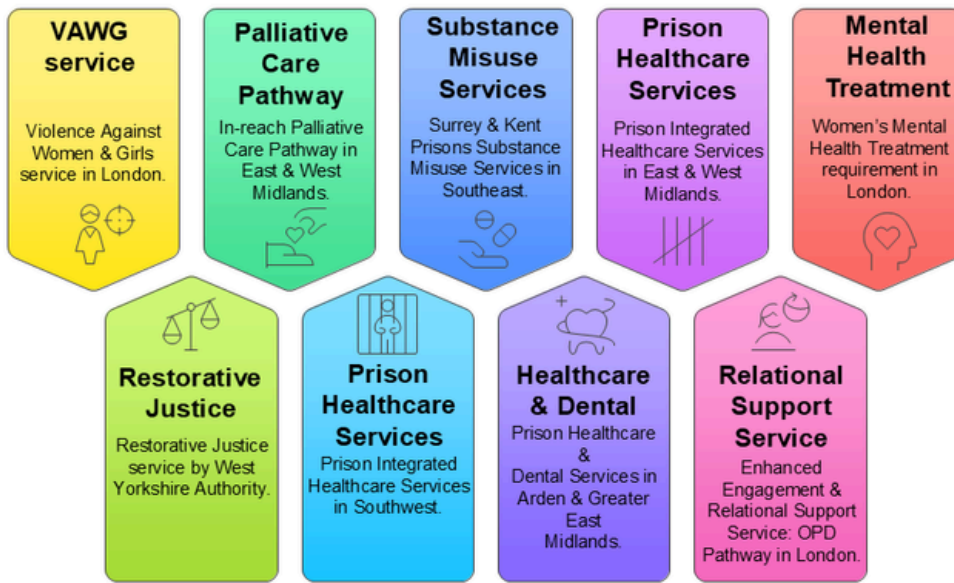 VAWG
service
Violence Against
Women & Girls
service in London.
Palliative
Care
Pathway
In-reach Palliative
Care Pathway in
East & West
Midlands.
Substance
Misuse
Services
Surrey & Kent
Prisons Substance
Misuse Services in
Southeast.
Prison
Healthcare
Services
Prison Integrated
Healthcare Services
in East & West
Midlands.
Mental
Health
Treatment
Women's Mental
Health Treatment
requirement in
London.
Restorative
Justice
Restorative Justice
service by West
Yorkshire Authority.
Prison
Healthcare
Services
Prison Integrated
Healthcare Services
in Southwest.
Healthcare
& Dental
Prison Healthcare
&
Dental Services in
Arden & Greater
East
Midlands.
Relational
Support
Service
Enhanced
Engagement &
Relational Support
Service: OPD
Pathway in London.